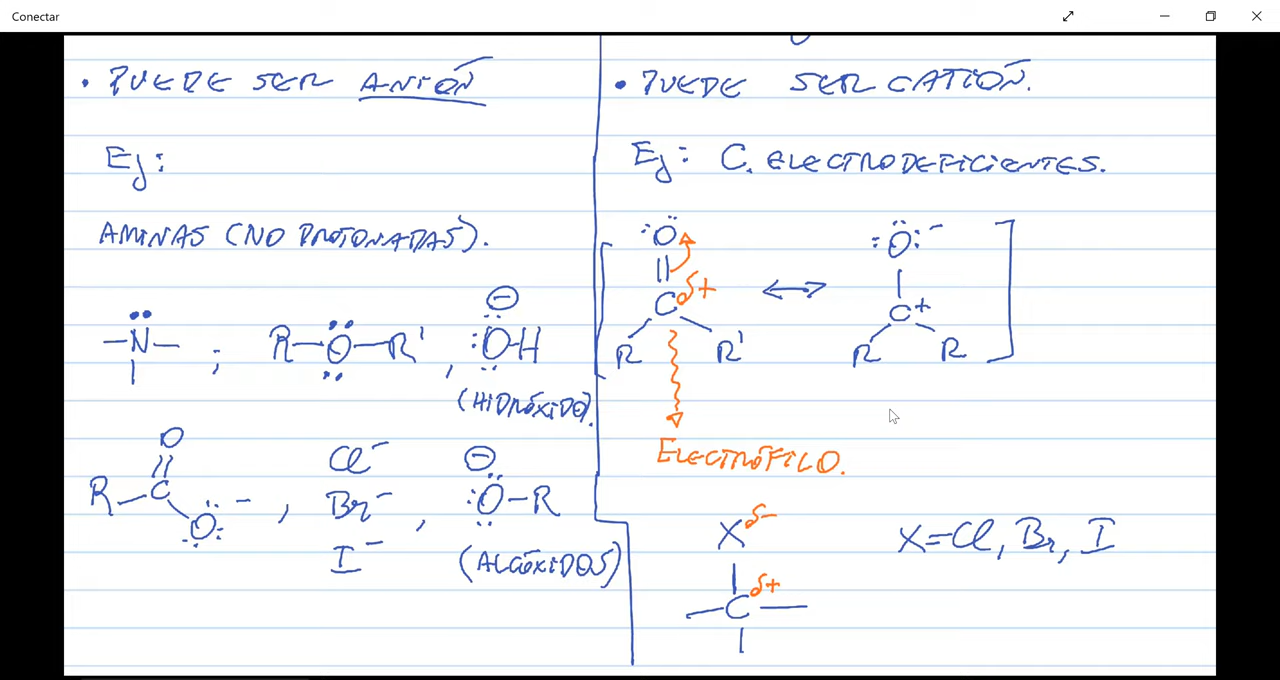 Conectar
• PUEDE SER ANIÓN
Ej:
AMINAS (NO PROTONADAS).
–N– ; R–O–R' , ⊖ :O–H
(HIDRÓXIDO).
O
R–C
O:⁻ , Cl⁻ Br⁻ I⁻ , ⊖ :O–R
(ALCÓXIDOS)
• PUEDE SER CATIÓN.
Ej: C. ELECTRODEFICIENTES.
:O :O:⁻
C δ+ ↔ C+
R R' R R
ELECTRÓFILO.
X δ- X=Cl, Br, I
C δ+